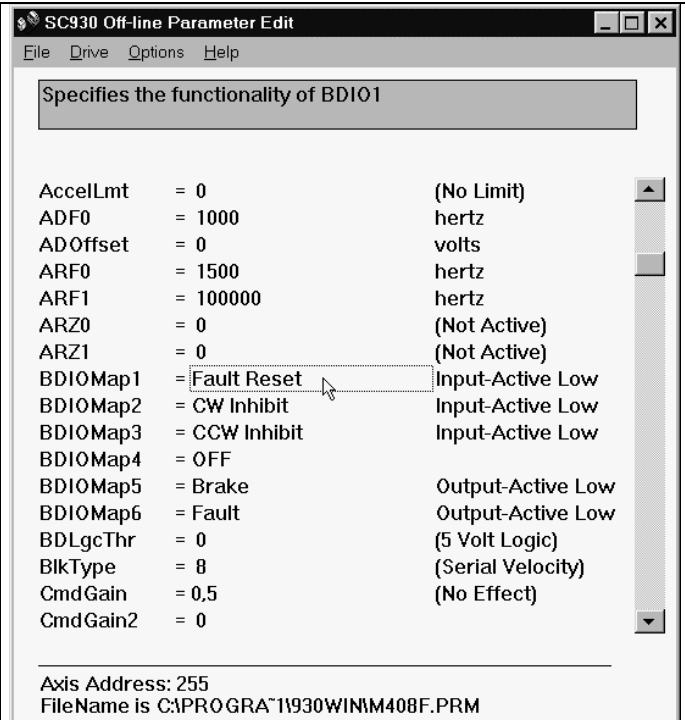 SC930 Off-line Parameter Edit
File Drive Options Help
Specifies the functionality of BDIO1
AccelLmt = 0 (No Limit)
ADF0 = 1000 hertz
ADOffset = 0 volts
ARF0 = 1500 hertz
ARF1 = 100000 hertz
ARZ0 = 0 (Not Active)
ARZ1 = 0 (Not Active)
BDIOMap1 = Fault Reset Input-Active Low
BDIOMap2 = CW Inhibit Input-Active Low
BDIOMap3 = CCW Inhibit Input-Active Low
BDIOMap4 = OFF
BDIOMap5 = Brake Output-Active Low
BDIOMap6 = Fault Output-Active Low
BDLgcThr = 0 (5 Volt Logic)
BlkType = 8 (Serial Velocity)
CmdGain = 0,5 (No Effect)
CmdGain2 = 0
Axis Address: 255
FileName is C:\PROGRA~1\930WIN\M408F.PRM